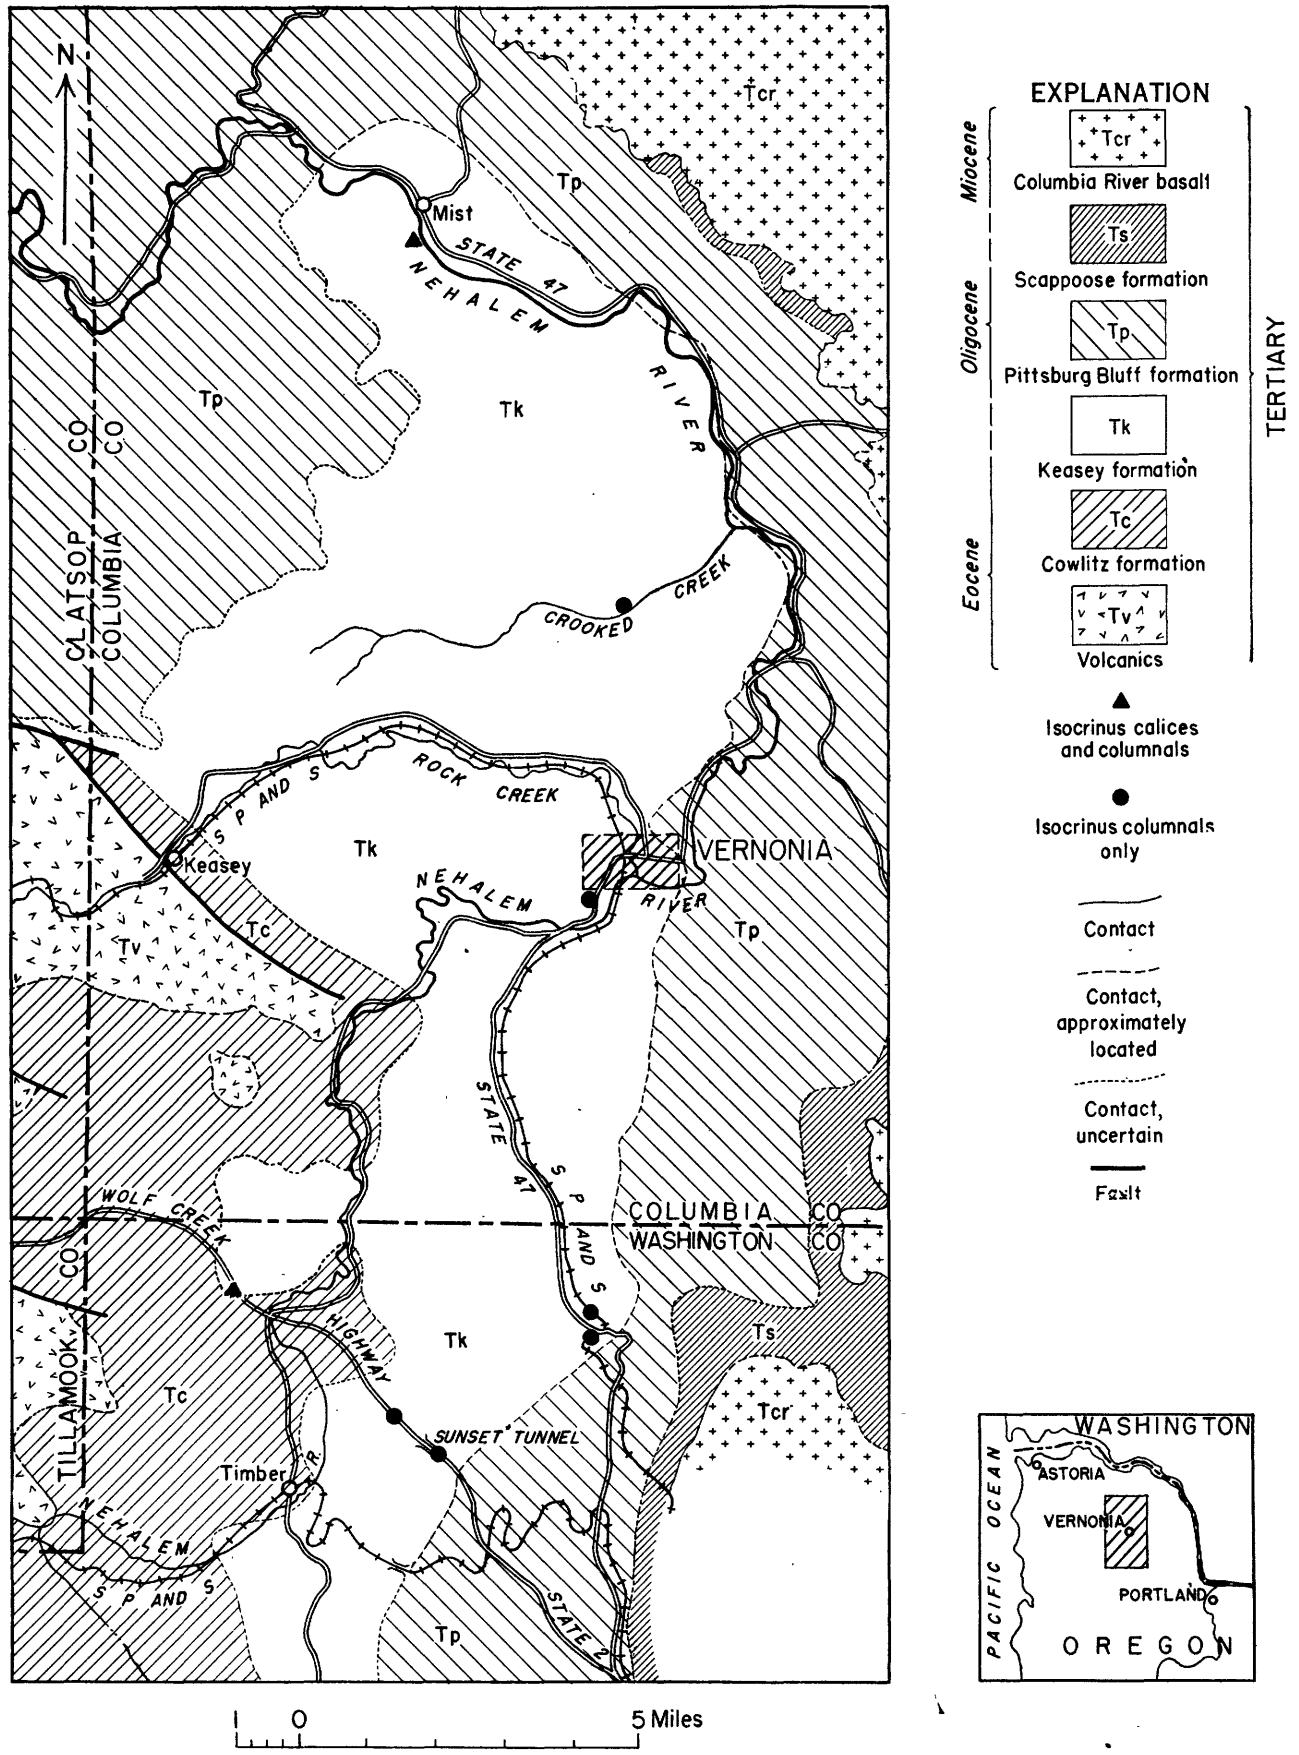 N
Tcr
Tp
Mist
STATE 47
NEHALEM RIVER
Tp
Tk
CO
CO
CLATSOP
COLUMBIA
CROOKED CREEK
ROCK CREEK
S P AND S
Keasey
Tk
VERNONIA
NEHALEM RIVER
Tv
Tc
Tp
STATE 47
S P AND S
WOLF CREEK HIGHWAY
COLUMBIA CO
WASHINGTON CO
TILLAMOOK CO
Tk
Ts
Tc
Tcr
SUNSET TUNNEL
Timber
NEHALEM R.
S P AND S
STATE 2
Tp
0 5 Miles
EXPLANATION
Tcr
Columbia River basalt
Ts
Scappoose formation
Tp
Pittsburg Bluff formation
Tk
Keasey formation
Tc
Cowlitz formation
Tv
Volcanics
Miocene
Oligocene
Eocene
TERTIARY
Isocrinus calices
and columnals
Isocrinus columnals
only
Contact
Contact,
approximately
located
Contact,
uncertain
Fault
WASHINGTON
ASTORIA
VERNONIA
PORTLAND
PACIFIC OCEAN
OREGON